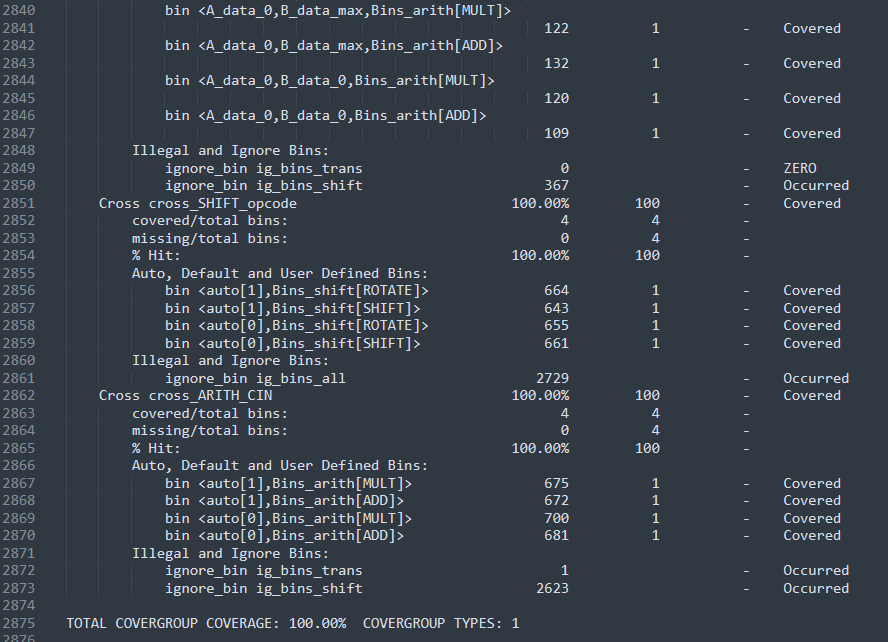 2840 bin <A_data_0,B_data_max,Bins_arith[MULT]>
2841 122 1 - Covered
2842 bin <A_data_0,B_data_max,Bins_arith[ADD]>
2843 132 1 - Covered
2844 bin <A_data_0,B_data_0,Bins_arith[MULT]>
2845 120 1 - Covered
2846 bin <A_data_0,B_data_0,Bins_arith[ADD]>
2847 109 1 - Covered
2848 Illegal and Ignore Bins:
2849 ignore_bin ig_bins_trans 0 - ZERO
2850 ignore_bin ig_bins_shift 367 - Occurred
2851 Cross cross_SHIFT_opcode 100.00% 100 - Covered
2852 covered/total bins: 4 4 -
2853 missing/total bins: 0 4 -
2854 % Hit: 100.00% 100 -
2855 Auto, Default and User Defined Bins:
2856 bin <auto[1],Bins_shift[ROTATE]> 664 1 - Covered
2857 bin <auto[1],Bins_shift[SHIFT]> 643 1 - Covered
2858 bin <auto[0],Bins_shift[ROTATE]> 655 1 - Covered
2859 bin <auto[0],Bins_shift[SHIFT]> 661 1 - Covered
2860 Illegal and Ignore Bins:
2861 ignore_bin ig_bins_all 2729 - Occurred
2862 Cross cross_ARITH_CIN 100.00% 100 - Covered
2863 covered/total bins: 4 4 -
2864 missing/total bins: 0 4 -
2865 % Hit: 100.00% 100 -
2866 Auto, Default and User Defined Bins:
2867 bin <auto[1],Bins_arith[MULT]> 675 1 - Covered
2868 bin <auto[1],Bins_arith[ADD]> 672 1 - Covered
2869 bin <auto[0],Bins_arith[MULT]> 700 1 - Covered
2870 bin <auto[0],Bins_arith[ADD]> 681 1 - Covered
2871 Illegal and Ignore Bins:
2872 ignore_bin ig_bins_trans 1 - Occurred
2873 ignore_bin ig_bins_shift 2623 - Occurred
2874
2875 TOTAL COVERGROUP COVERAGE: 100.00% COVERGROUP TYPES: 1
2876